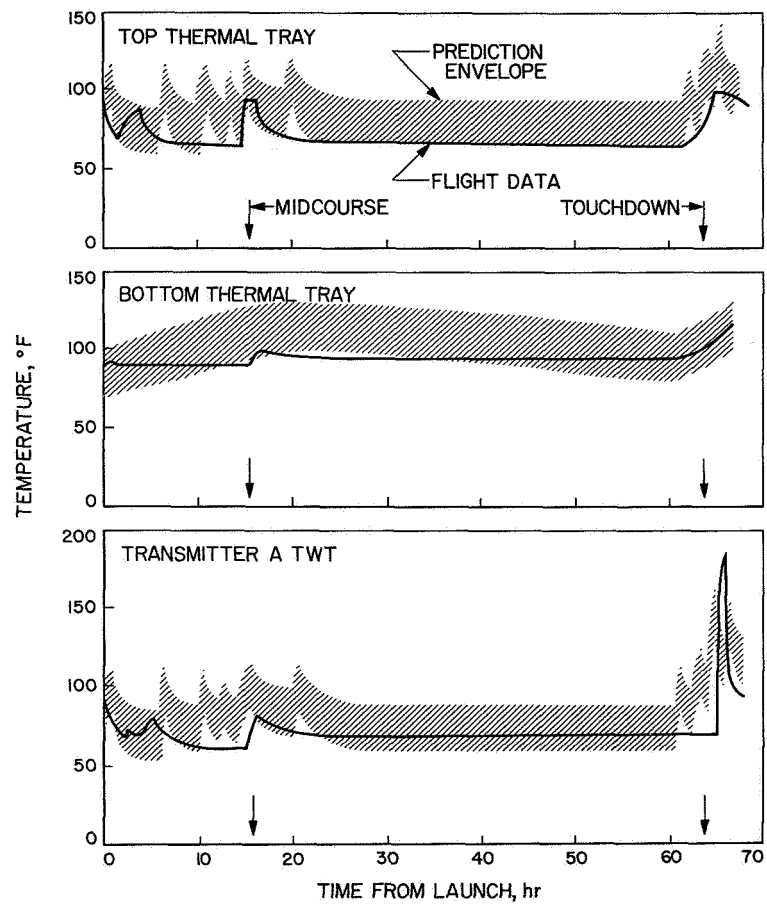 150
TOP THERMAL TRAY
PREDICTION
ENVELOPE
100
50
FLIGHT DATA
MIDCOURSE
TOUCHDOWN
0
150
BOTTOM THERMAL TRAY
100
50
0
TEMPERATURE, °F
200
TRANSMITTER A TWT
150
100
50
0
0 10 20 30 40 50 60 70
TIME FROM LAUNCH, hr